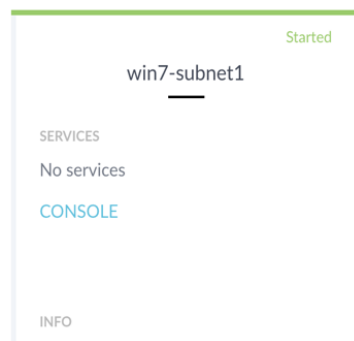 Started
win7-subnet1
SERVICES
No services
CONSOLE
INFO